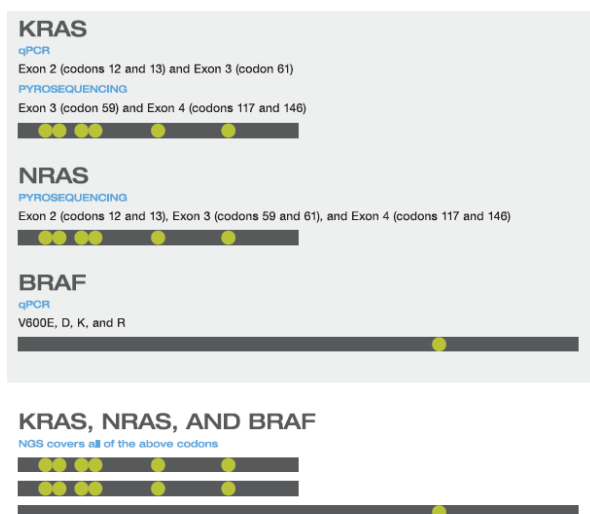 KRAS
qPCR
Exon 2 (codons 12 and 13) and Exon 3 (codon 61)
PYROSEQUENCING
Exon 3 (codon 59) and Exon 4 (codons 117 and 146)
NRAS
PYROSEQUENCING
Exon 2 (codons 12 and 13), Exon 3 (codons 59 and 61), and Exon 4 (codons 117 and 146)
BRAF
qPCR
V600E, D, K, and R
KRAS, NRAS, AND BRAF
NGS covers all of the above codons